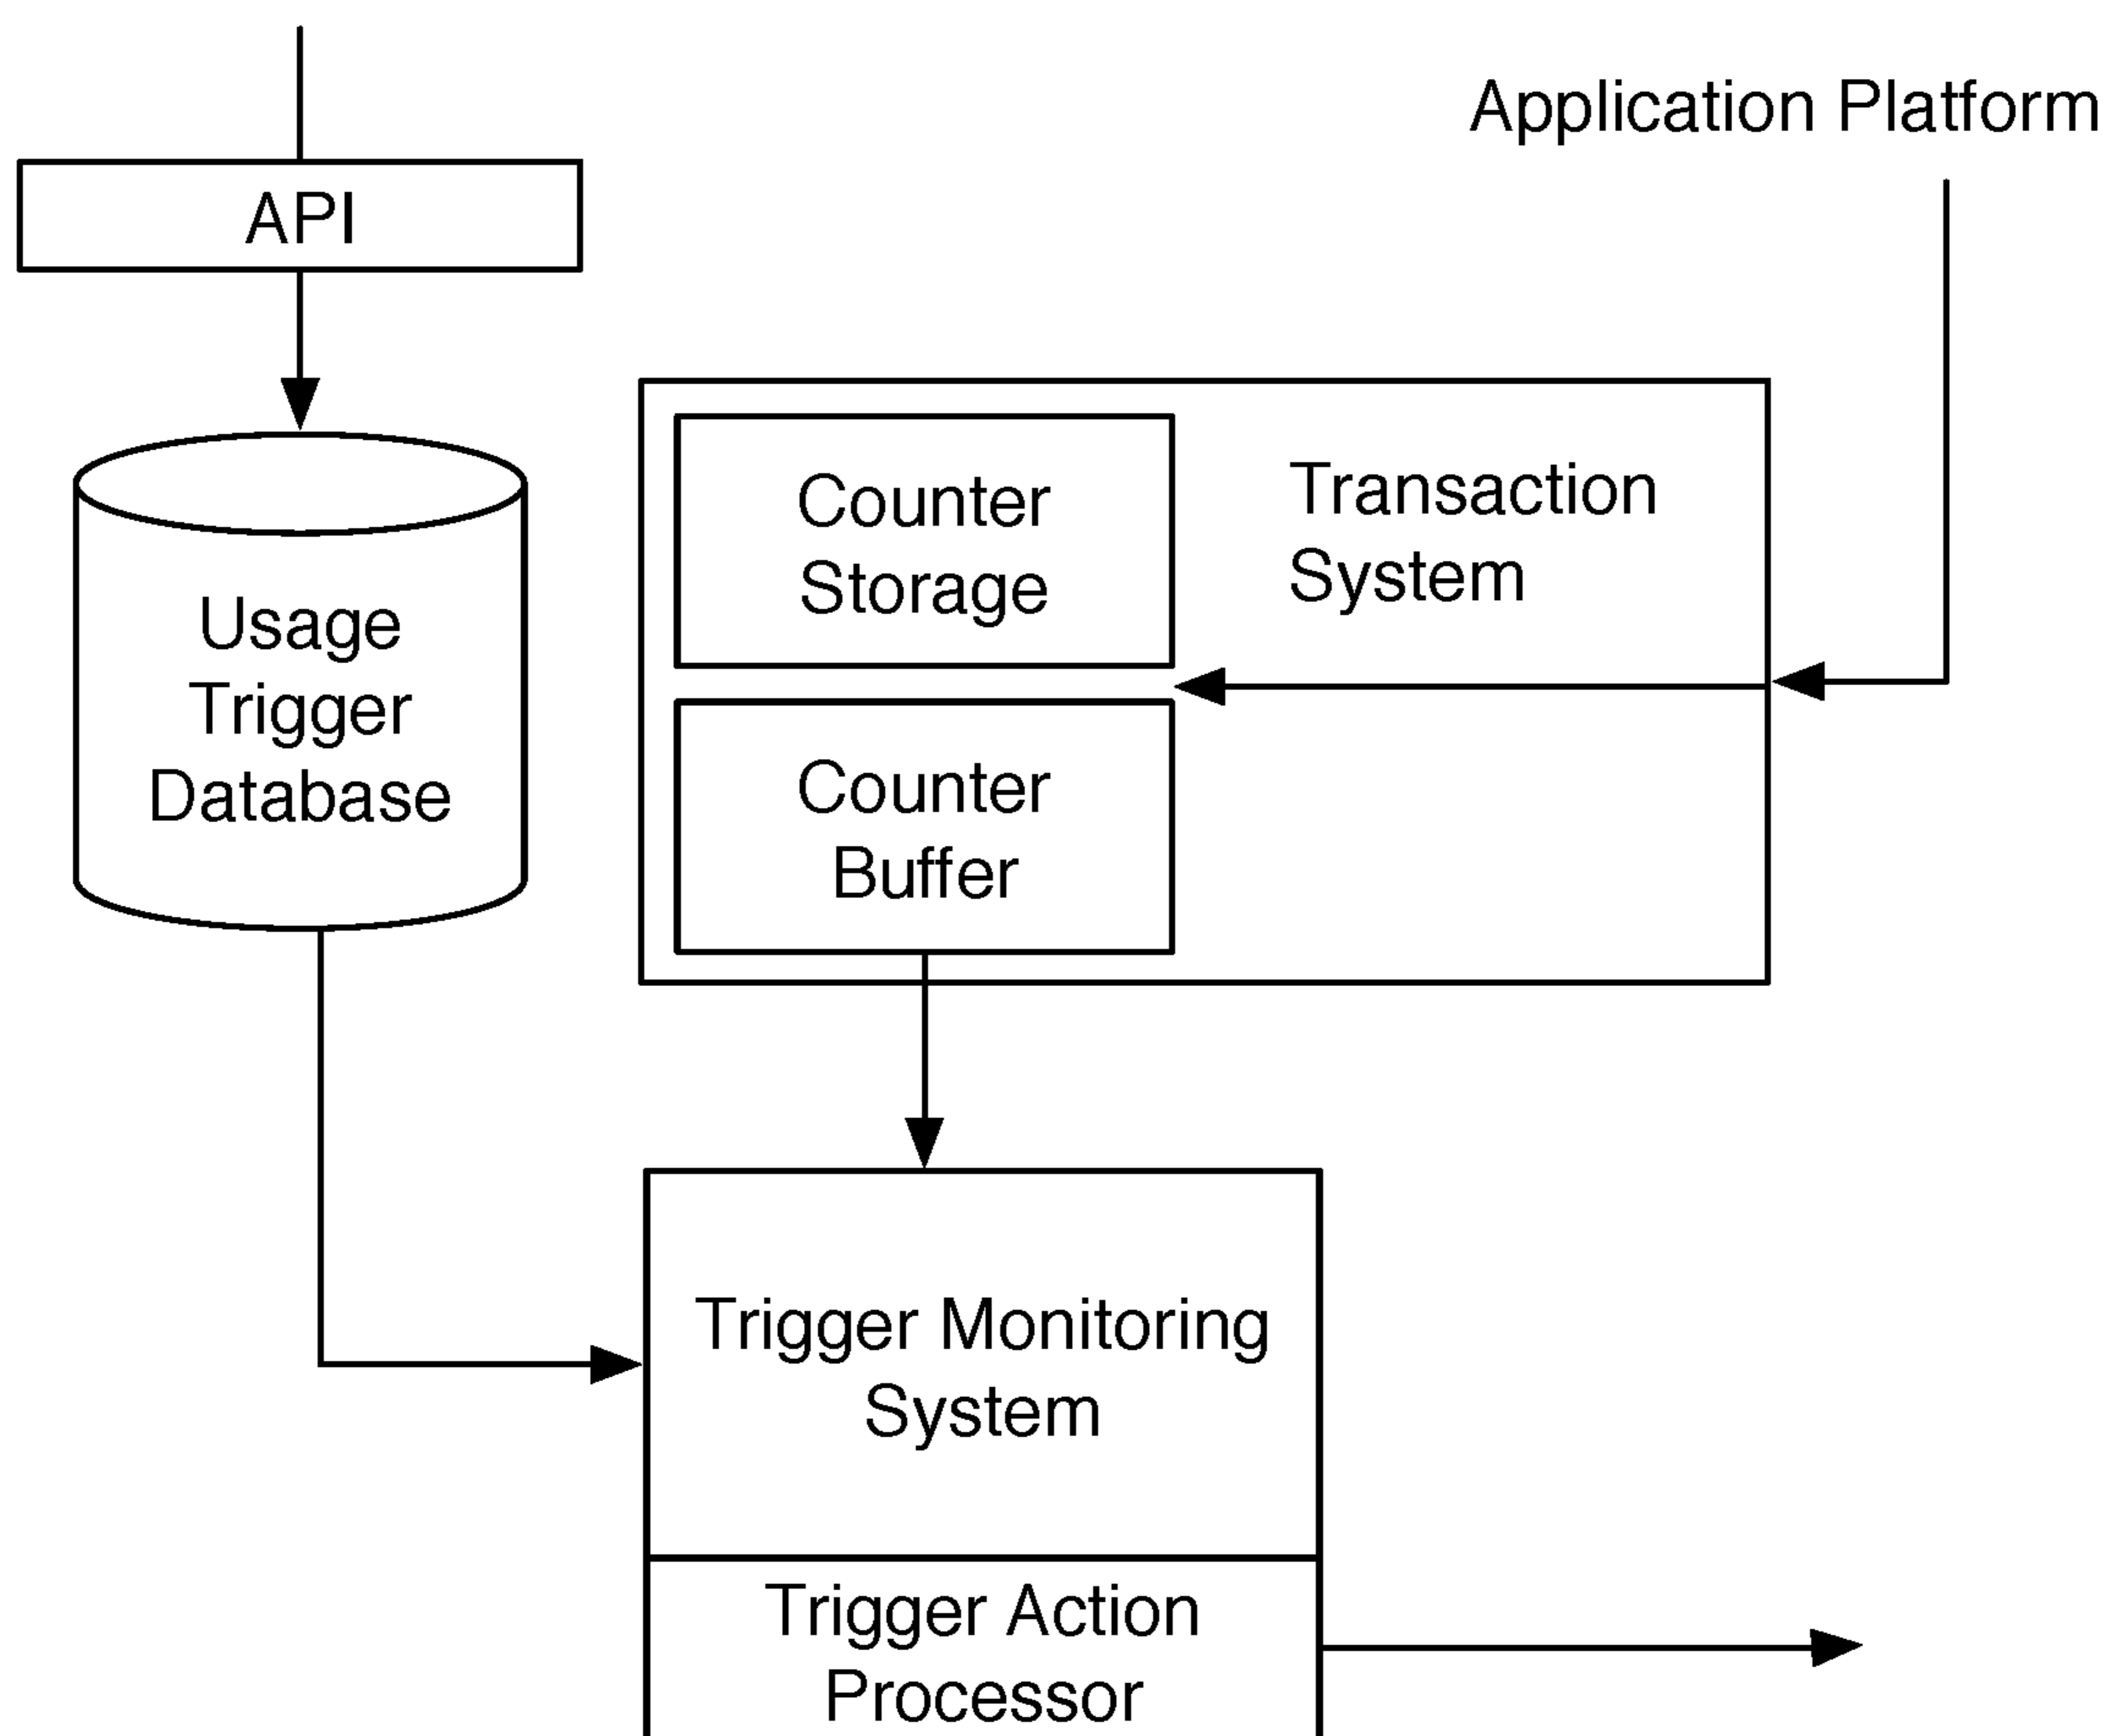 Application Platform
API
Counter
Storage
Transaction
System
Usage
Trigger
Database
Counter
Buffer
Trigger Monitoring
System
Trigger Action
Processor